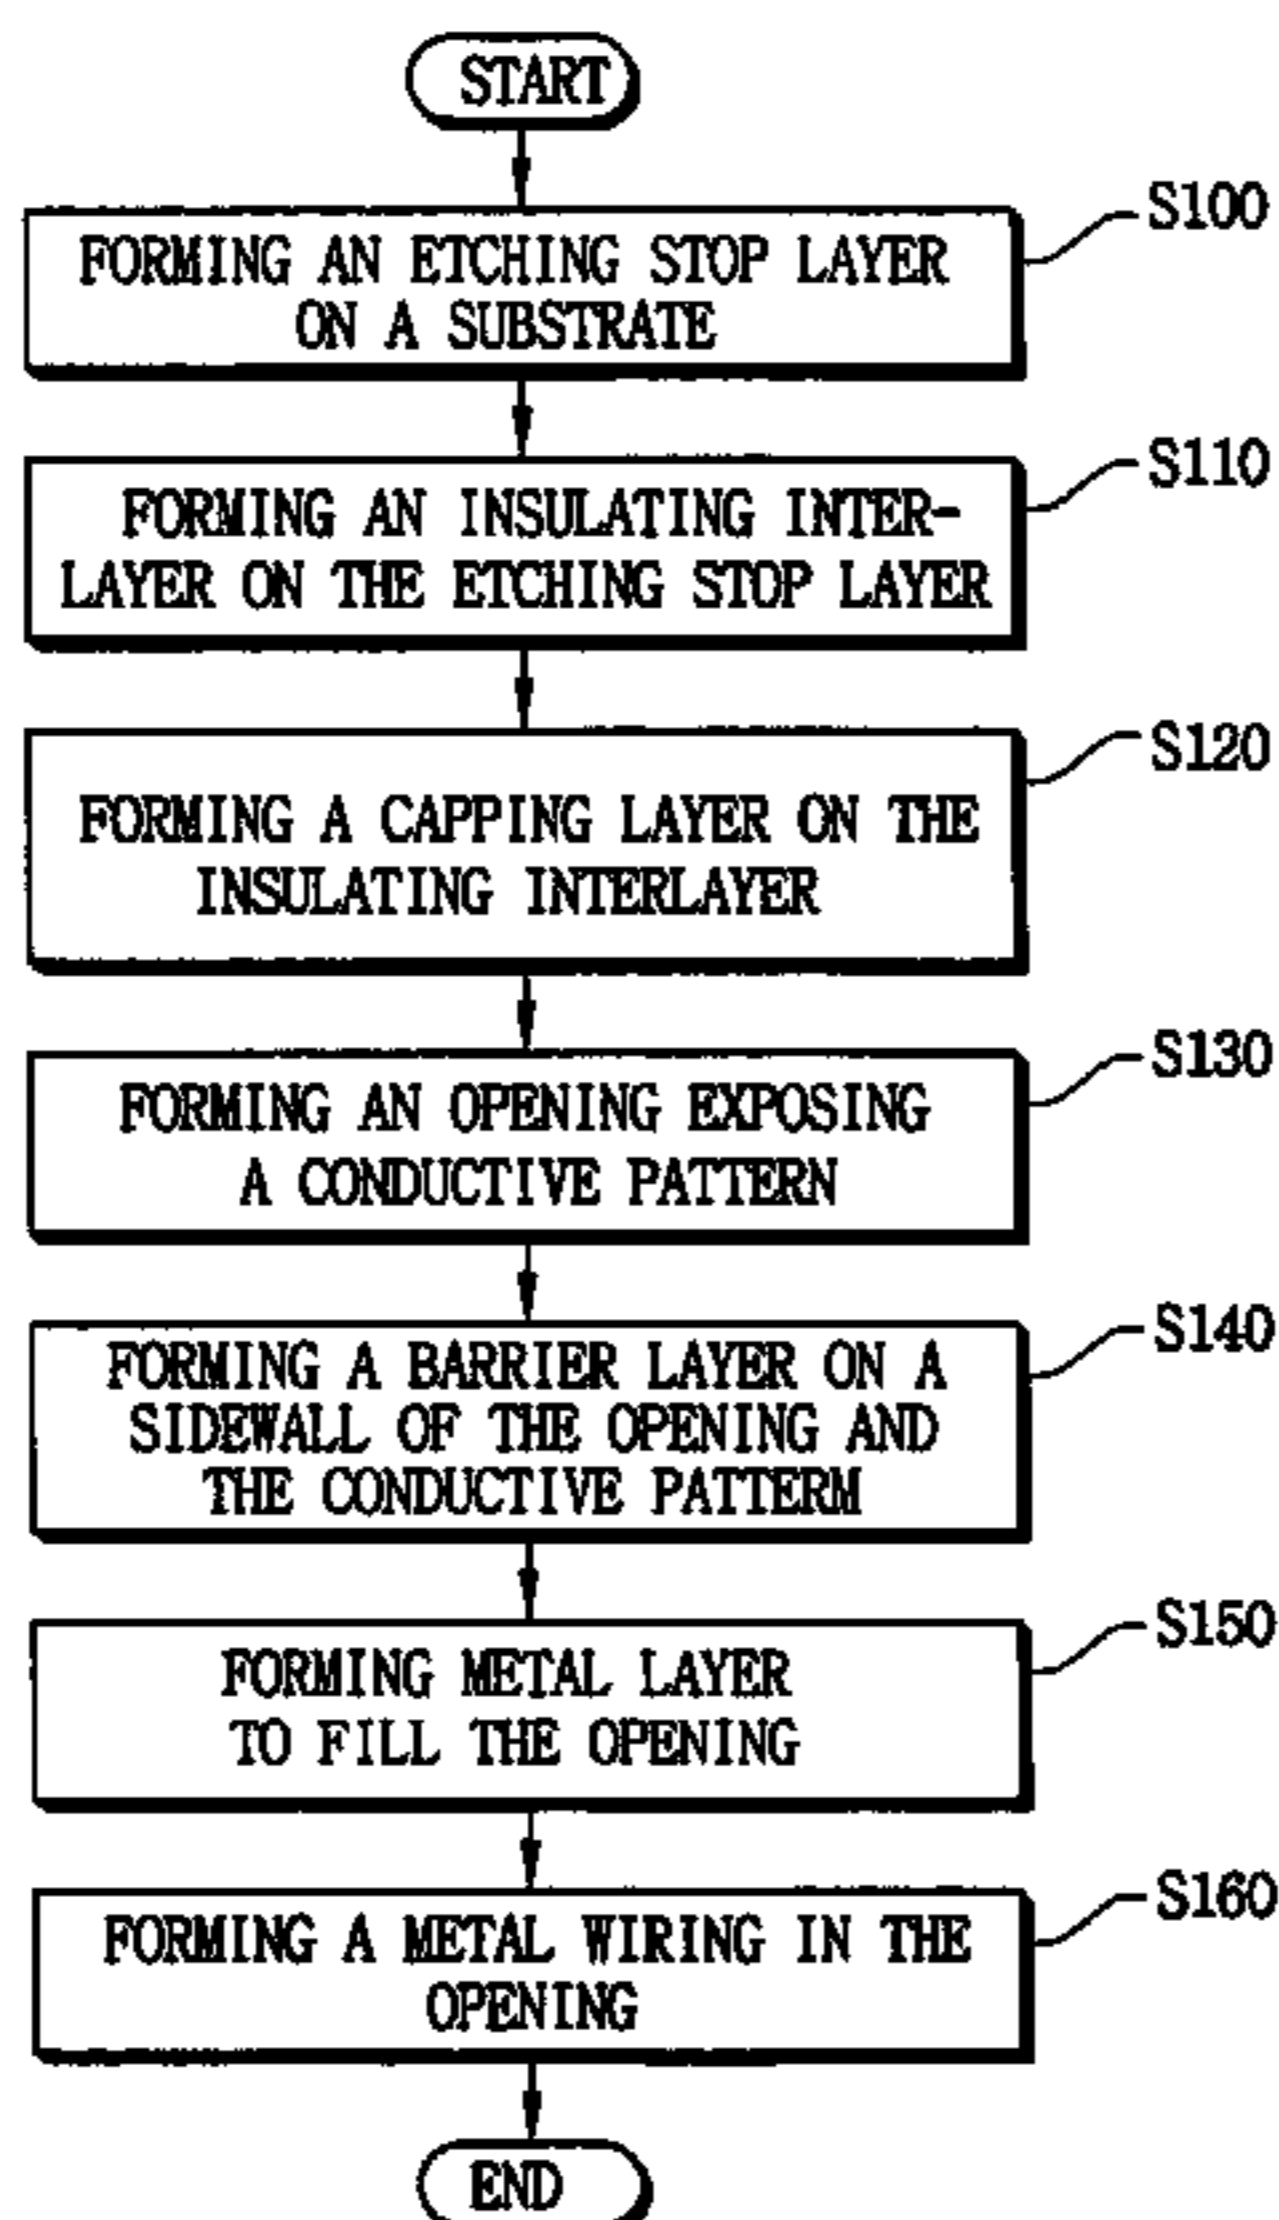 START
S100
FORMING AN ETCHING STOP LAYER
ON A SUBSTRATE
S110
FORMING AN INSULATING INTER-
LAYER ON THE ETCHING STOP LAYER
S120
FORMING A CAPPING LAYER ON THE
INSULATING INTERLAYER
S130
FORMING AN OPENING EXPOSING
A CONDUCTIVE PATTERN
S140
FORMING A BARRIER LAYER ON A
SIDEWALL OF THE OPENING AND
THE CONDUCTIVE PATTERM
S150
FORMING METAL LAYER
TO FILL THE OPENING
S160
FORMING A METAL WIRING IN THE
OPENING
END